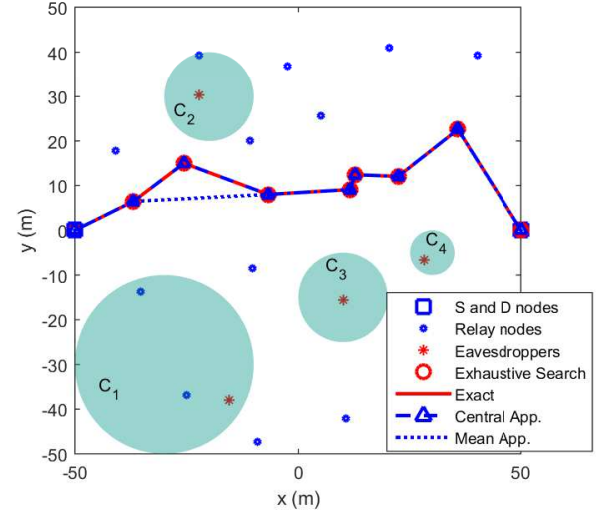 50
40
30
20
10
0
-10
-20
-30
-40
-50
y (m)
-50
0
50
x (m)
C2
C3
C4
C1
S and D nodes
Relay nodes
Eavesdroppers
Exhaustive Search
Exact
Central App.
Mean App.